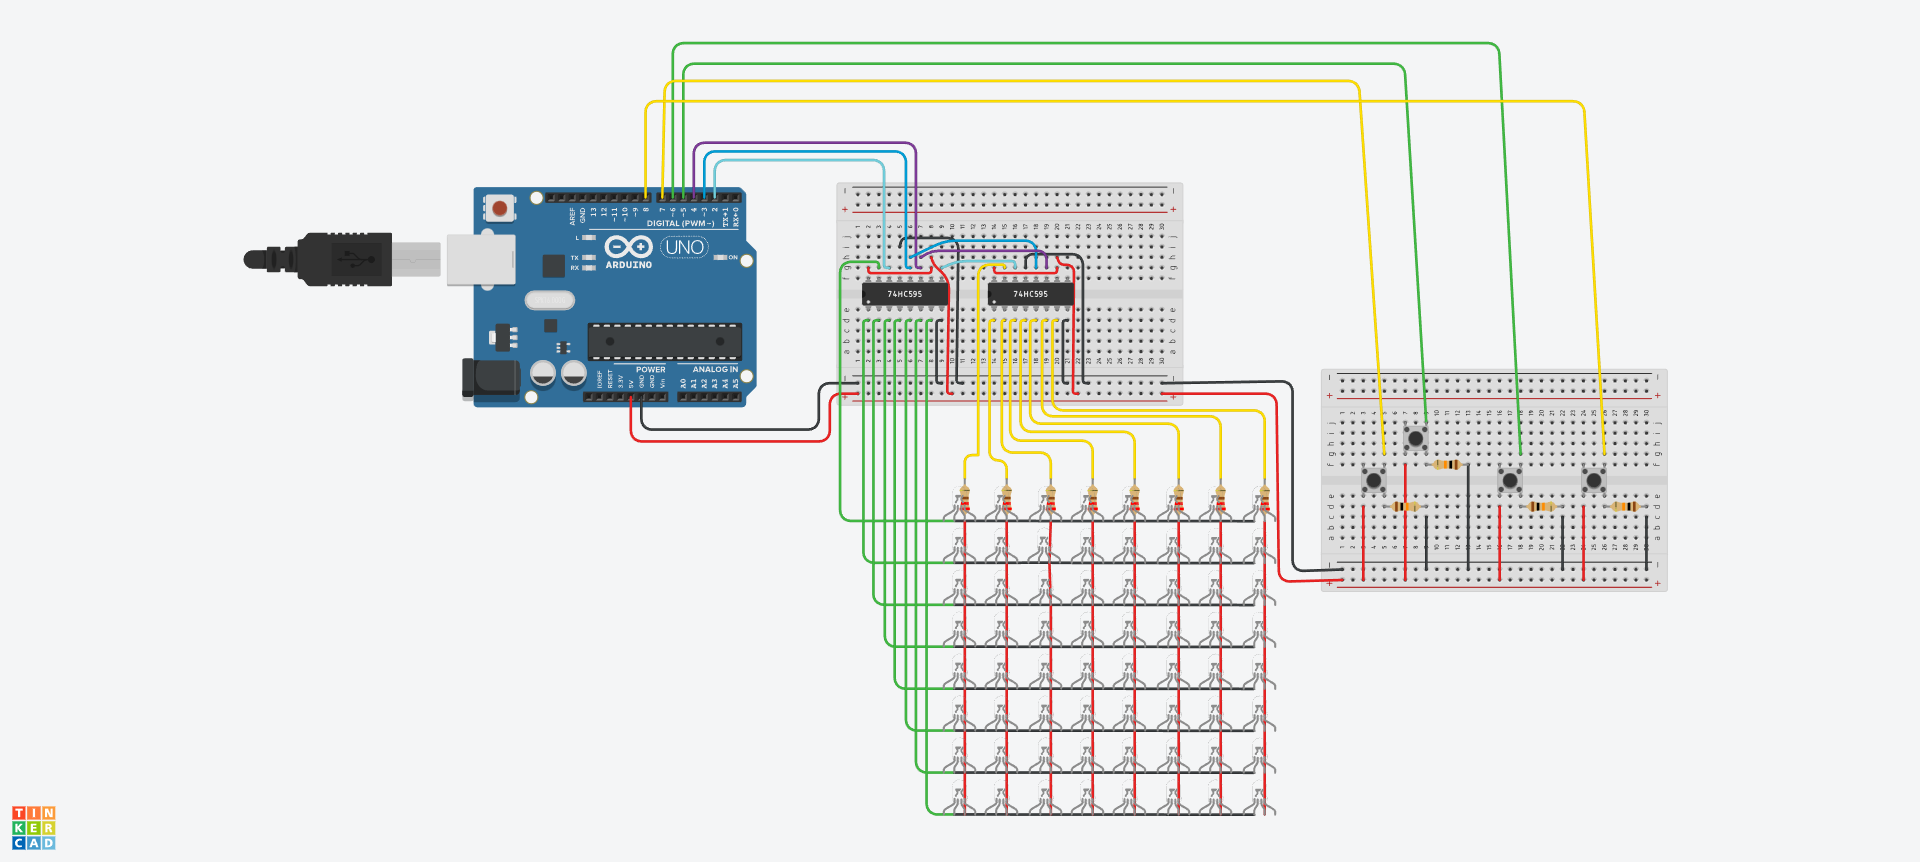 AREF
GND
13
12
~11
~10
~9
8
7
~6
~5
4
~3
2
TX→1
RX←0
DIGITAL (PWM~)
L
TX
RX
ARDUINO
UNO
ON
POWER
ANALOG IN
IOREF
RESET
3.3V
5V
GND
GND
Vin
A0
A1
A2
A3
A4
A5
74HC595
74HC595
TIN
KER
CAD